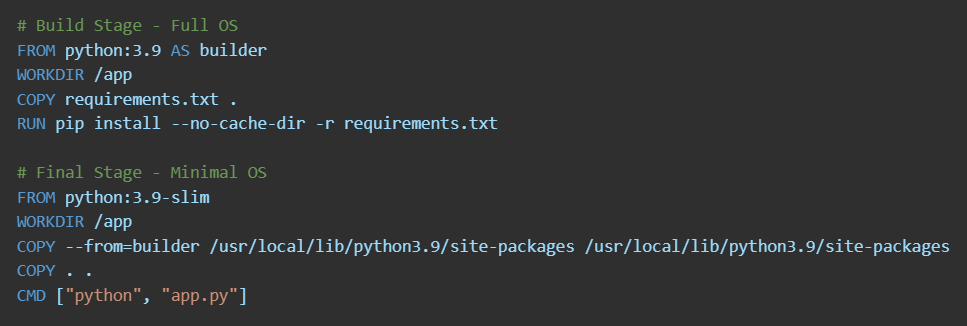 # Build Stage - Full OS
FROM python:3.9 AS builder
WORKDIR /app
COPY requirements.txt .
RUN pip install --no-cache-dir -r requirements.txt

# Final Stage - Minimal OS
FROM python:3.9-slim
WORKDIR /app
COPY --from=builder /usr/local/lib/python3.9/site-packages /usr/local/lib/python3.9/site-packages
COPY . .
CMD ["python", "app.py"]